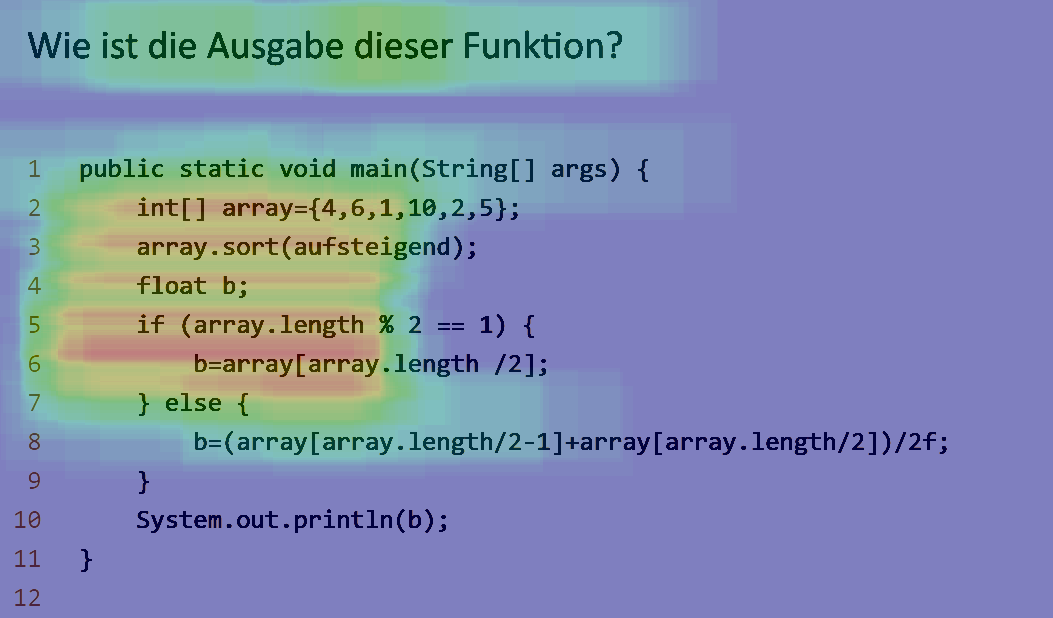 Wie ist die Ausgabe dieser Funktion?
1 public static void main(String[] args) {
2 int[] array={4,6,1,10,2,5};
3 array.sort(aufsteigend);
4 float b;
5 if (array.length % 2 == 1) {
6 b=array[array.length /2];
7 } else {
8 b=(array[array.length/2-1]+array[array.length/2])/2f;
9 }
10 System.out.println(b);
11 }
12